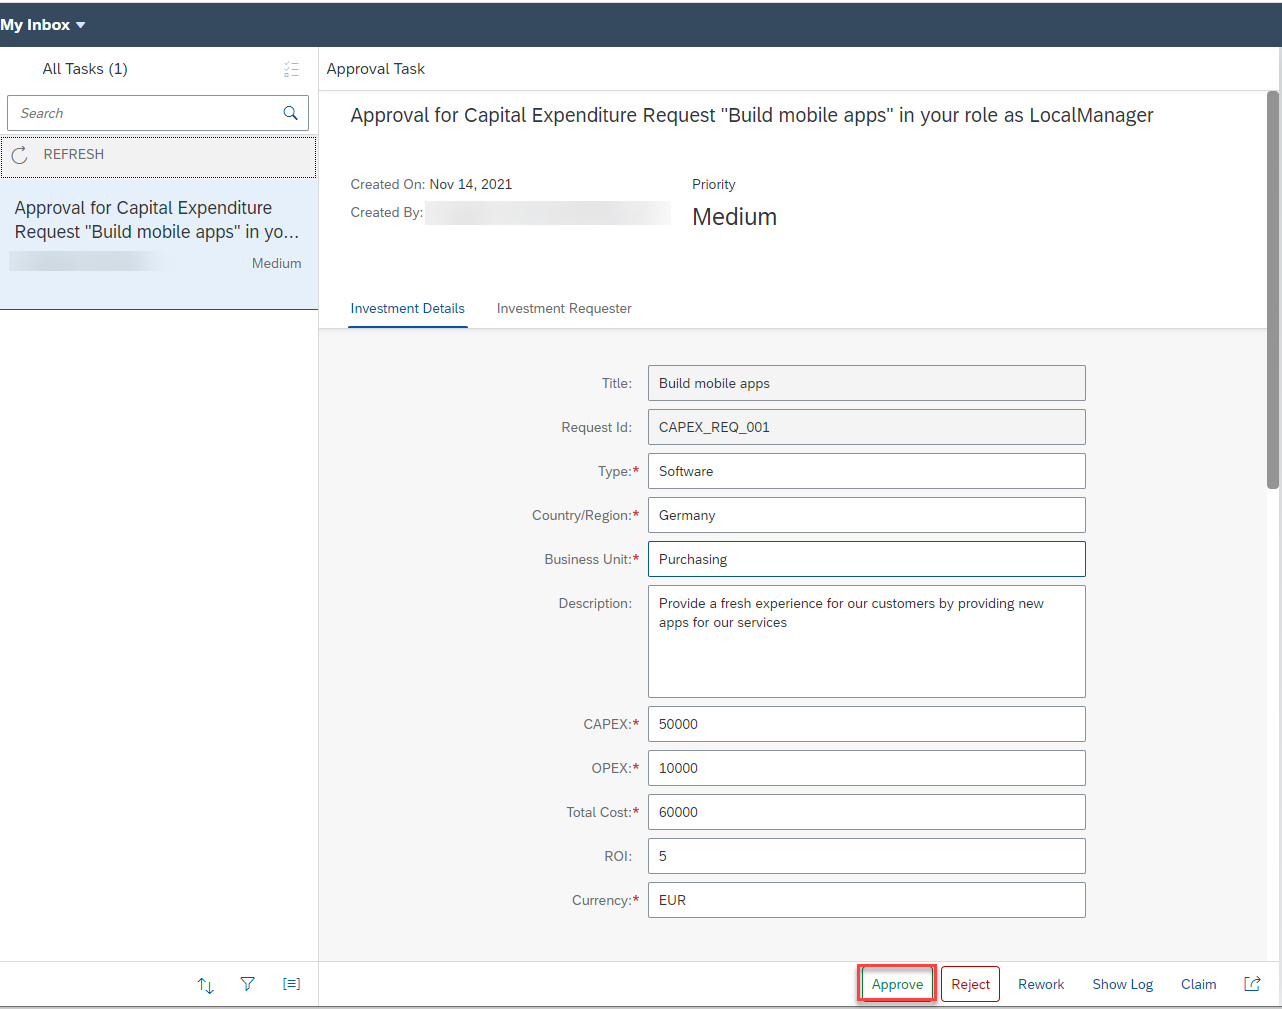 My Inbox
All Tasks (1)
Search
REFRESH
Approval for Capital Expenditure
Request "Build mobile apps" in yo...
Medium
Approval Task
Approval for Capital Expenditure Request "Build mobile apps" in your role as LocalManager
Created On: Nov 14, 2021
Created By:
Priority
Medium
Investment Details
Investment Requester
Title: Build mobile apps
Request Id: CAPEX_REQ_001
Type:* Software
Country/Region:* Germany
Business Unit:* Purchasing
Description: Provide a fresh experience for our customers by providing new
apps for our services
CAPEX:* 50000
OPEX:* 10000
Total Cost:* 60000
ROI: 5
Currency:* EUR
Approve
Reject
Rework
Show Log
Claim